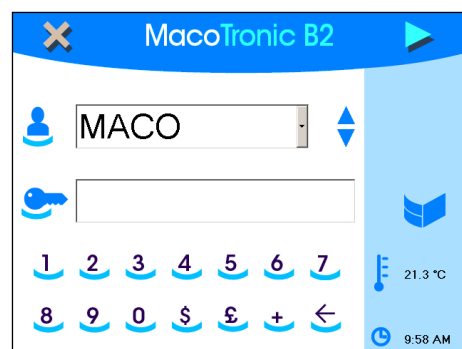 MacoTronic B2
MACO
1 2 3 4 5 6 7
21.3 °C
8 9 0 $ £ + ←
9:58 AM